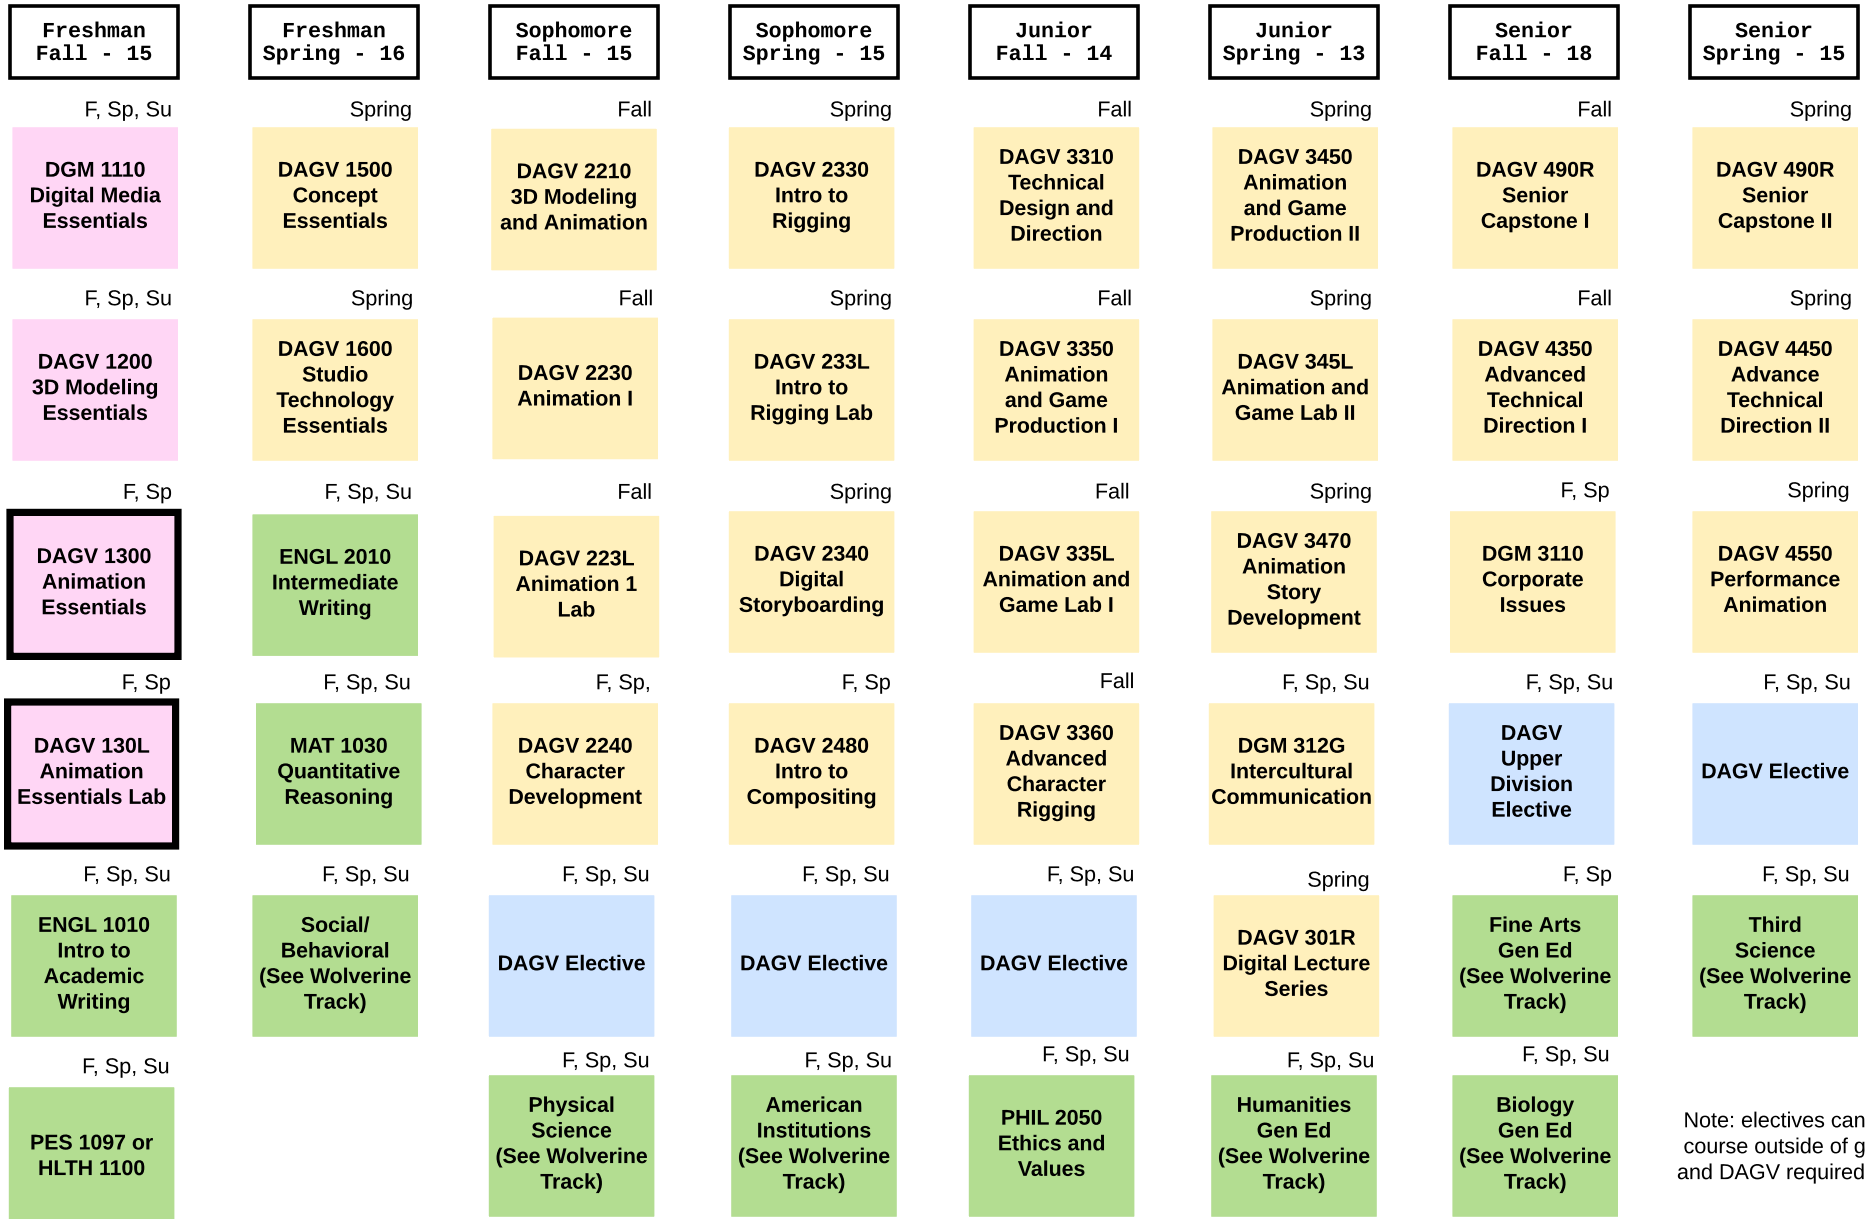 Freshman
Fall - 15
Freshman
Spring - 16
Sophomore
Fall - 15
Sophomore
Spring - 15
Junior
Fall - 14
Junior
Spring - 13
Senior
Fall - 18
Senior
Spring - 15
F, Sp, Su
Spring
Fall
Spring
Fall
Spring
Fall
Spring
DGM 1110
Digital Media
Essentials
DAGV 1500
Concept
Essentials
DAGV 2210
3D Modeling
and Animation
DAGV 2330
Intro to
Rigging
DAGV 3310
Technical
Design and
Direction
DAGV 3450
Animation
and Game
Production II
DAGV 490R
Senior
Capstone I
DAGV 490R
Senior
Capstone II
F, Sp, Su
Spring
Fall
Spring
Fall
Spring
Fall
Spring
DAGV 1200
3D Modeling
Essentials
DAGV 1600
Studio
Technology
Essentials
DAGV 2230
Animation I
DAGV 233L
Intro to
Rigging Lab
DAGV 3350
Animation
and Game
Production I
DAGV 345L
Animation and
Game Lab II
DAGV 4350
Advanced
Technical
Direction I
DAGV 4450
Advance
Technical
Direction II
F, Sp
F, Sp, Su
Fall
Spring
Fall
Spring
F, Sp
Spring
DAGV 1300
Animation
Essentials
ENGL 2010
Intermediate
Writing
DAGV 223L
Animation 1
Lab
DAGV 2340
Digital
Storyboarding
DAGV 335L
Animation and
Game Lab I
DAGV 3470
Animation
Story
Development
DGM 3110
Corporate
Issues
DAGV 4550
Performance
Animation
F, Sp
F, Sp, Su
F, Sp,
F, Sp
Fall
F, Sp, Su
F, Sp, Su
F, Sp, Su
DAGV 130L
Animation
Essentials Lab
MAT 1030
Quantitative
Reasoning
DAGV 2240
Character
Development
DAGV 2480
Intro to
Compositing
DAGV 3360
Advanced
Character
Rigging
DGM 312G
Intercultural
Communication
DAGV
Upper
Division
Elective
DAGV Elective
F, Sp, Su
F, Sp, Su
F, Sp, Su
F, Sp, Su
F, Sp, Su
Spring
F, Sp
F, Sp, Su
ENGL 1010
Intro to
Academic
Writing
Social/
Behavioral
(See Wolverine
Track)
DAGV Elective
DAGV Elective
DAGV Elective
DAGV 301R
Digital Lecture
Series
Fine Arts
Gen Ed
(See Wolverine
Track)
Third
Science
(See Wolverine
Track)
F, Sp, Su
F, Sp, Su
F, Sp, Su
F, Sp, Su
F, Sp, Su
F, Sp, Su
PES 1097 or
HLTH 1100
Physical
Science
(See Wolverine
Track)
American
Institutions
(See Wolverine
Track)
PHIL 2050
Ethics and
Values
Humanities
Gen Ed
(See Wolverine
Track)
Biology
Gen Ed
(See Wolverine
Track)
Note: electives can
course outside of g
and DAGV required